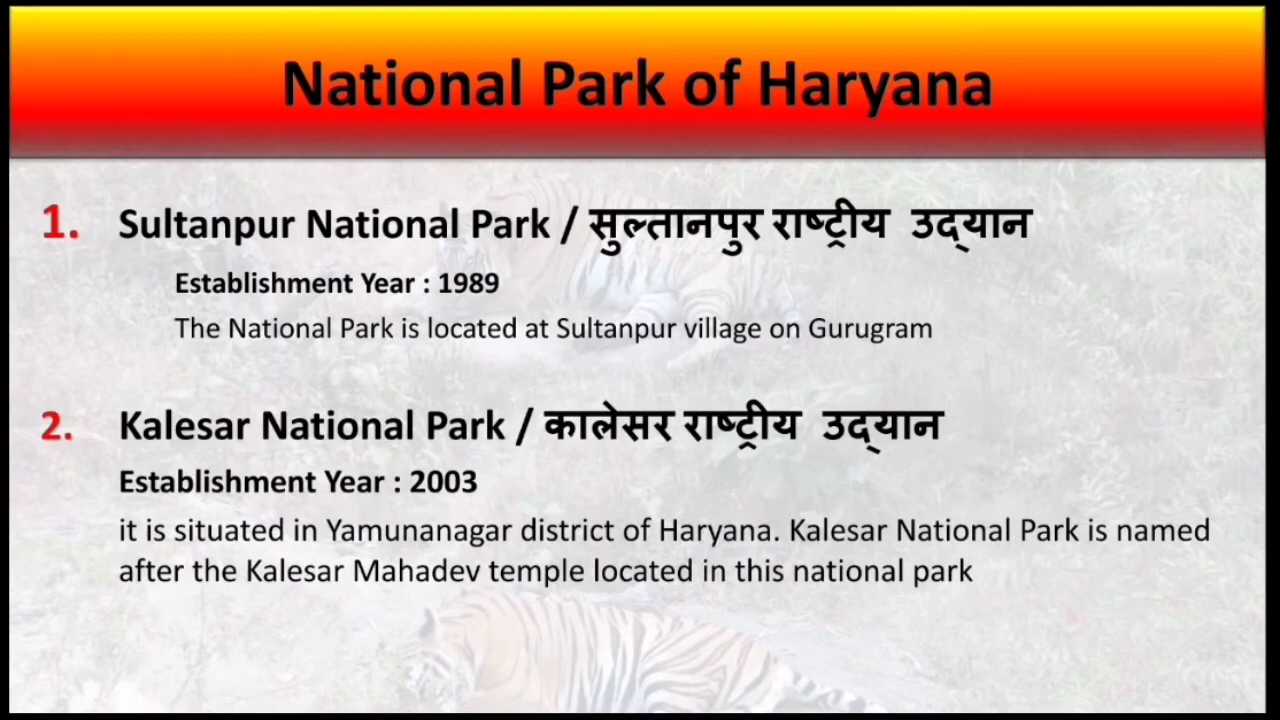 National Park of Haryana
1. Sultanpur National Park / सुल्तानपुर राष्ट्रीय उद्यान
Establishment Year : 1989
The National Park is located at Sultanpur village on Gurugram
2. Kalesar National Park / कालेसर राष्ट्रीय उद्यान
Establishment Year : 2003
it is situated in Yamunanagar district of Haryana. Kalesar National Park is named
after the Kalesar Mahadev temple located in this national park